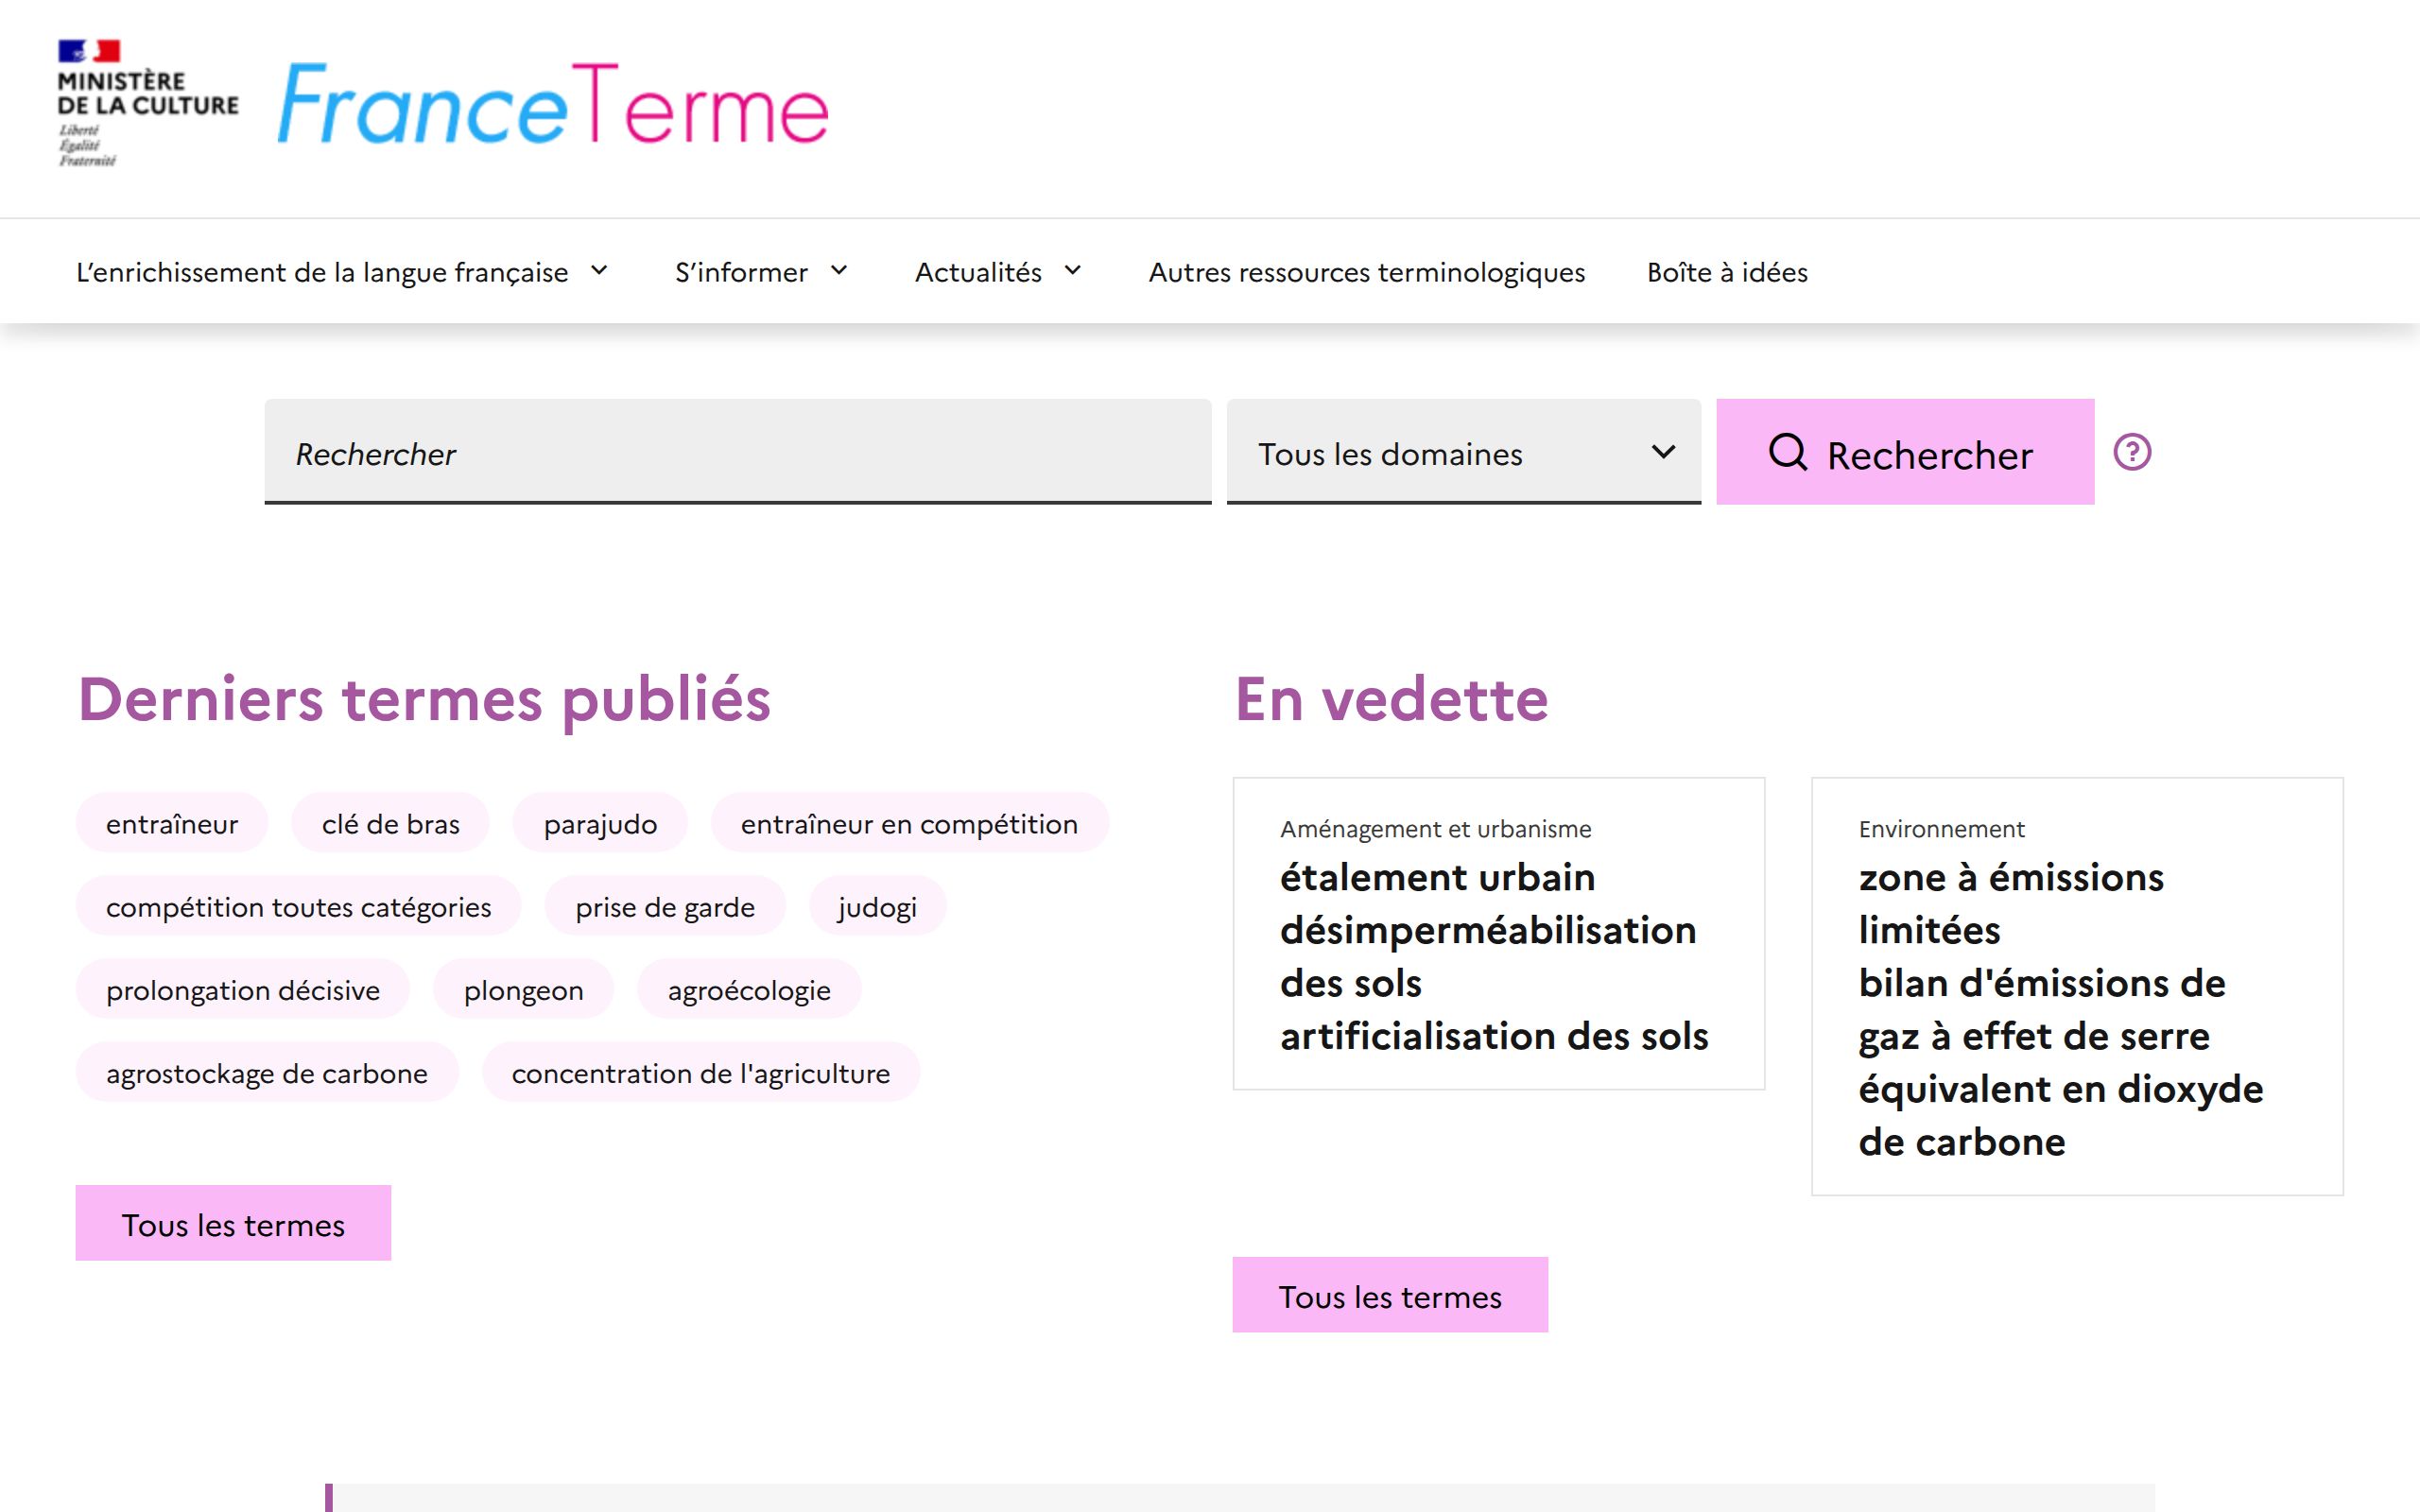 MINISTÈRE
DE LA CULTURE
Liberté
Égalité
Fraternité
FranceTerme
L’enrichissement de la langue française
S’informer
Actualités
Autres ressources terminologiques
Boîte à idées
Rechercher
Tous les domaines
Rechercher
?
Derniers termes publiés
entraîneur
clé de bras
parajudo
entraîneur en compétition
compétition toutes catégories
prise de garde
judogi
prolongation décisive
plongeon
agroécologie
agrostockage de carbone
concentration de l'agriculture
Tous les termes
En vedette
Aménagement et urbanisme
étalement urbain
désimperméabilisation
des sols
artificialisation des sols
Environnement
zone à émissions
limitées
bilan d'émissions de
gaz à effet de serre
équivalent en dioxyde
de carbone
Tous les termes